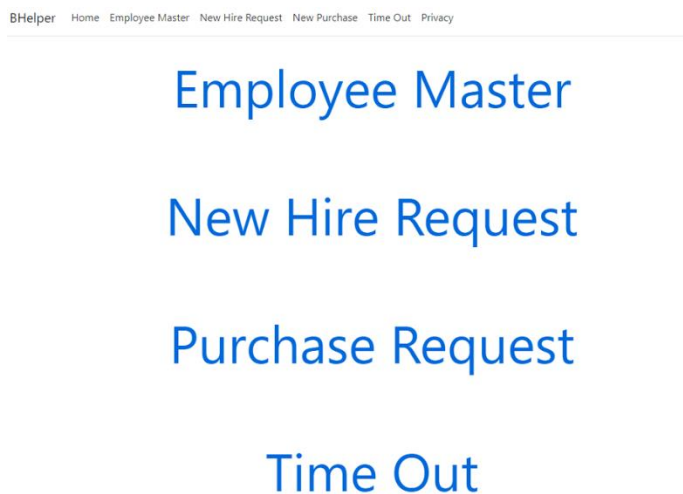 BHelper Home Employee Master New Hire Request New Purchase Time Out Privacy
Employee Master
New Hire Request
Purchase Request
Time Out